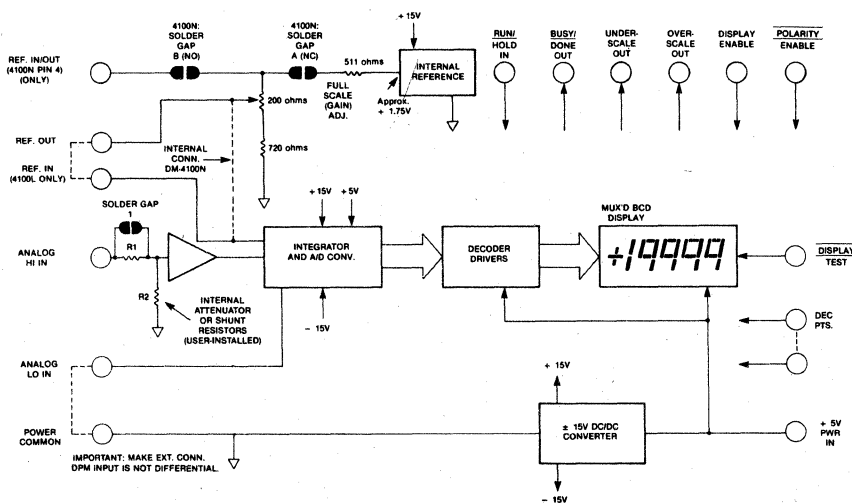 4100N:
SOLDER
GAP
B (NO)
4100N:
SOLDER
GAP
A (NC)
511 ohms
FULL
SCALE
(GAIN)
ADJ.
+ 15V
INTERNAL
REFERENCE
Approx.
+ 1.75V
REF. IN/OUT
(4100N PIN 4)
(ONLY)
200 ohms
720 ohms
RUN/
HOLD
IN
BUSY/
DONE
OUT
UNDER-
SCALE
OUT
OVER-
SCALE
OUT
DISPLAY
ENABLE
POLARITY
ENABLE
REF. OUT
INTERNAL
CONN.
DM-4100N
REF. IN
(4100L ONLY)
SOLDER GAP
1
R1
ANALOG
HI IN
R2
INTERNAL
ATTENUATOR
OR SHUNT
RESISTORS
(USER-INSTALLED)
+ 15V
+ 5V
INTEGRATOR
AND A/D CONV.
- 15V
DECODER
DRIVERS
MUX'D BCD
DISPLAY
+19999
DISPLAY
TEST
DEC
PTS.
ANALOG
LO IN
POWER
COMMON
IMPORTANT: MAKE EXT. CONN.
DPM INPUT IS NOT DIFFERENTIAL.
+ 15V
± 15V DC/DC
CONVERTER
- 15V
+ 5V
PWR
IN